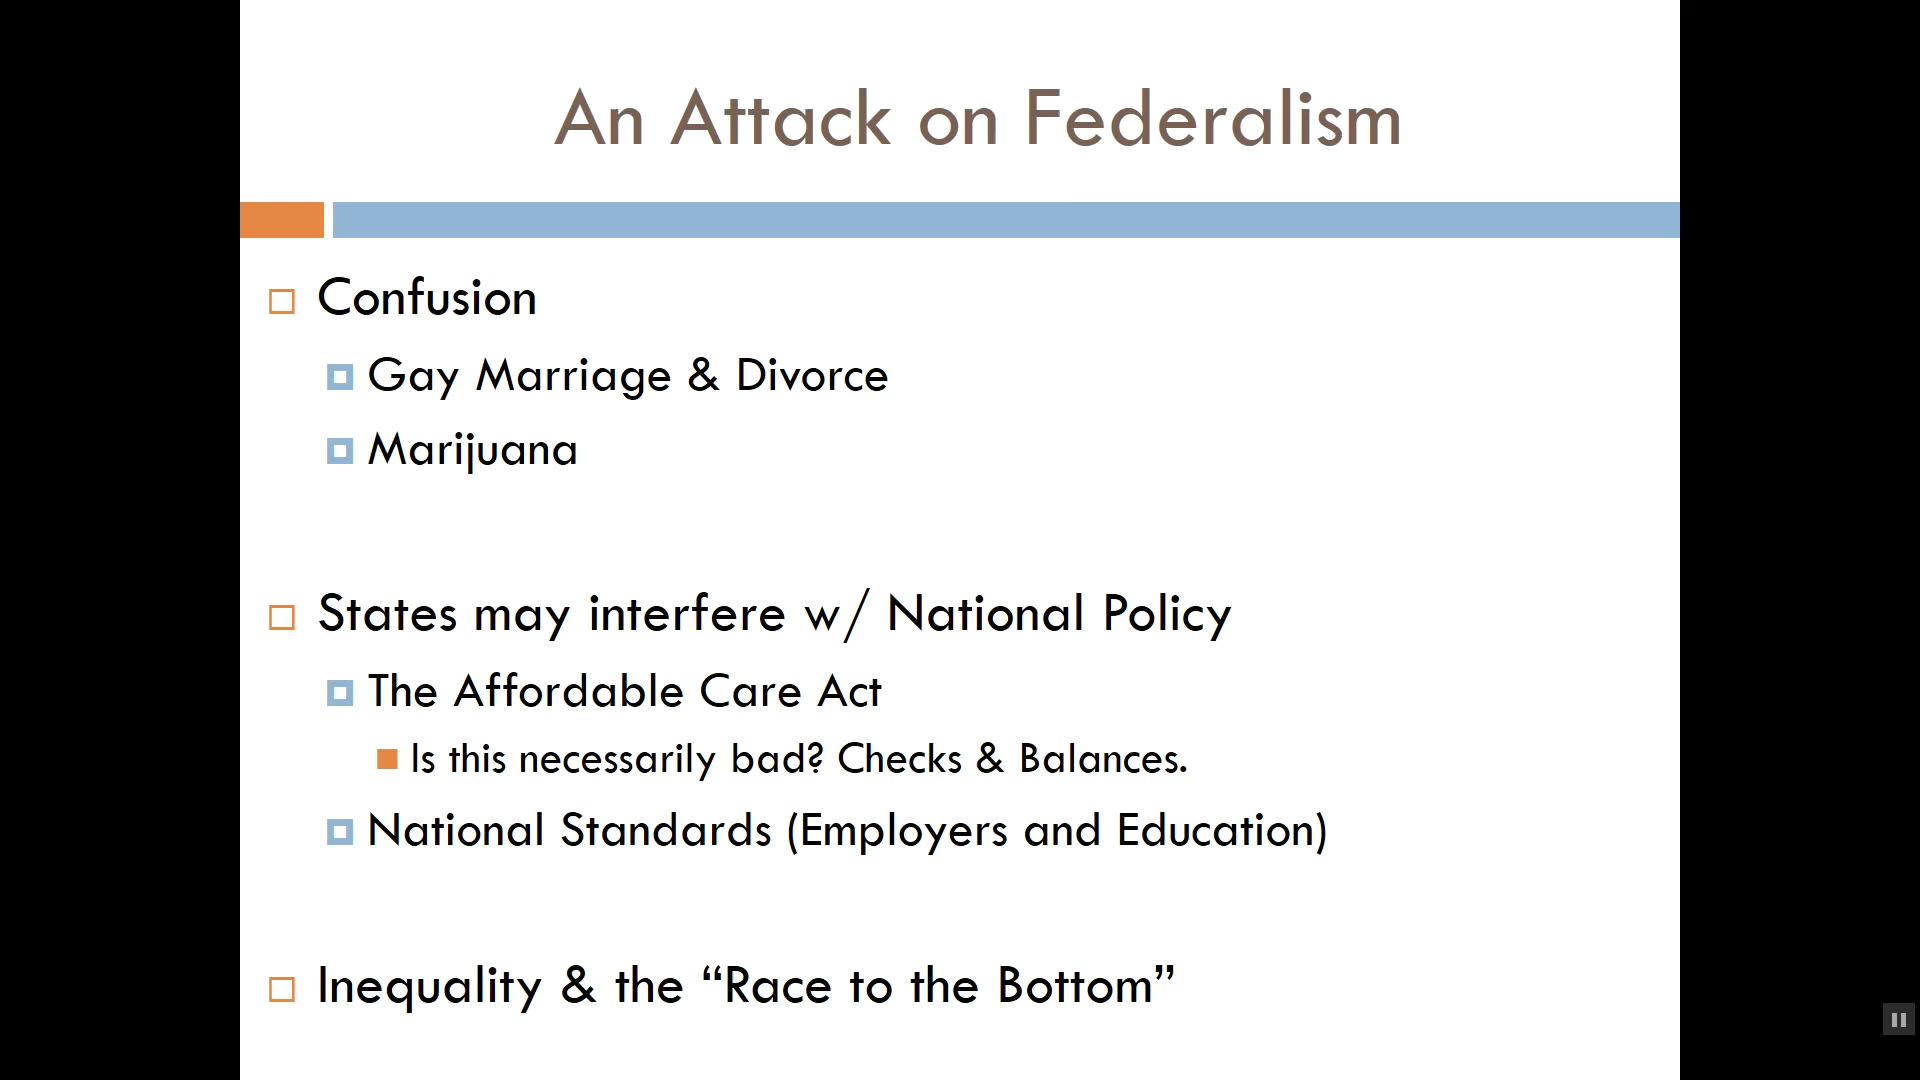 An Attack on Federalism
Confusion
Gay Marriage & Divorce
Marijuana
States may interfere w/ National Policy
The Affordable Care Act
Is this necessarily bad? Checks & Balances.
National Standards (Employers and Education)
Inequality & the “Race to the Bottom”